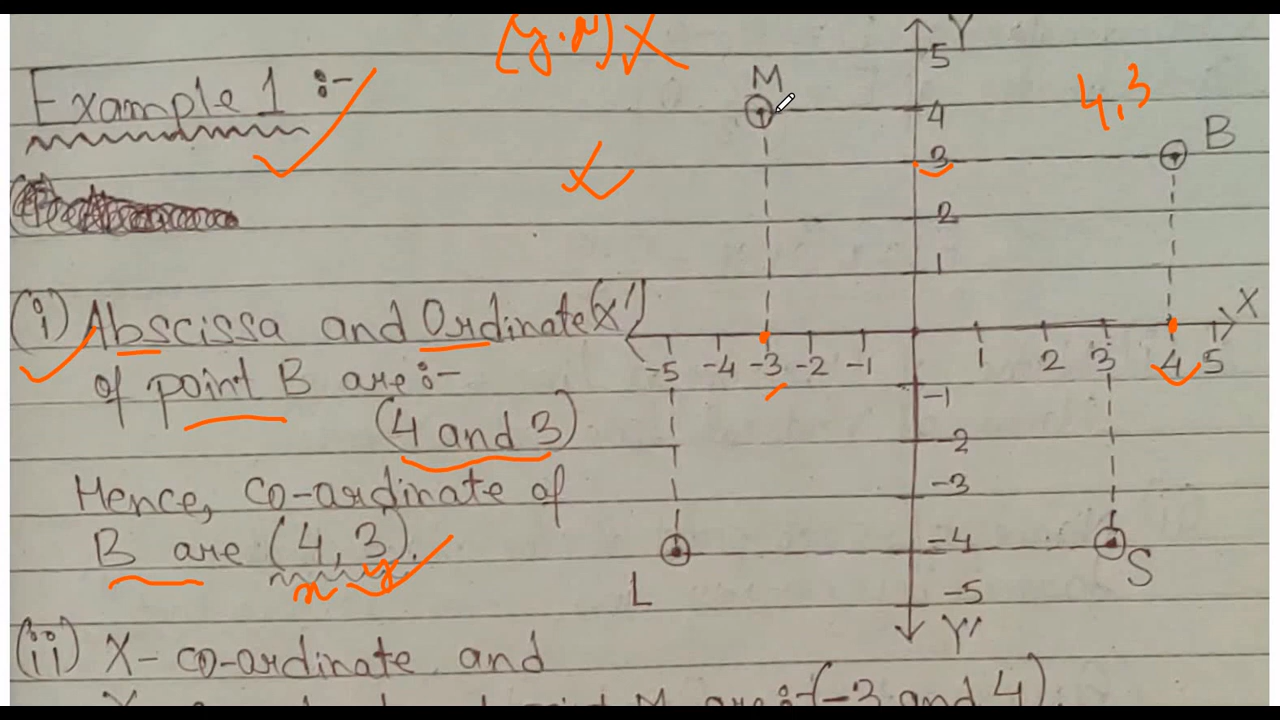 (y.x) X
Example 1 :-
(i) Abscissa and Ordinate
of point B are:-
(4 and 3)
Hence, co-ordinate of
B are (4, 3).
x y
(ii) X-co-ordinate and
M are:-(-3 and 4)
Y
5
M
4
4,3
B
3
2
1
X' X
-5 -4 -3 -2 -1 1 2 3 4 5
-1
-2
-3
-4
L S
-5
Y'